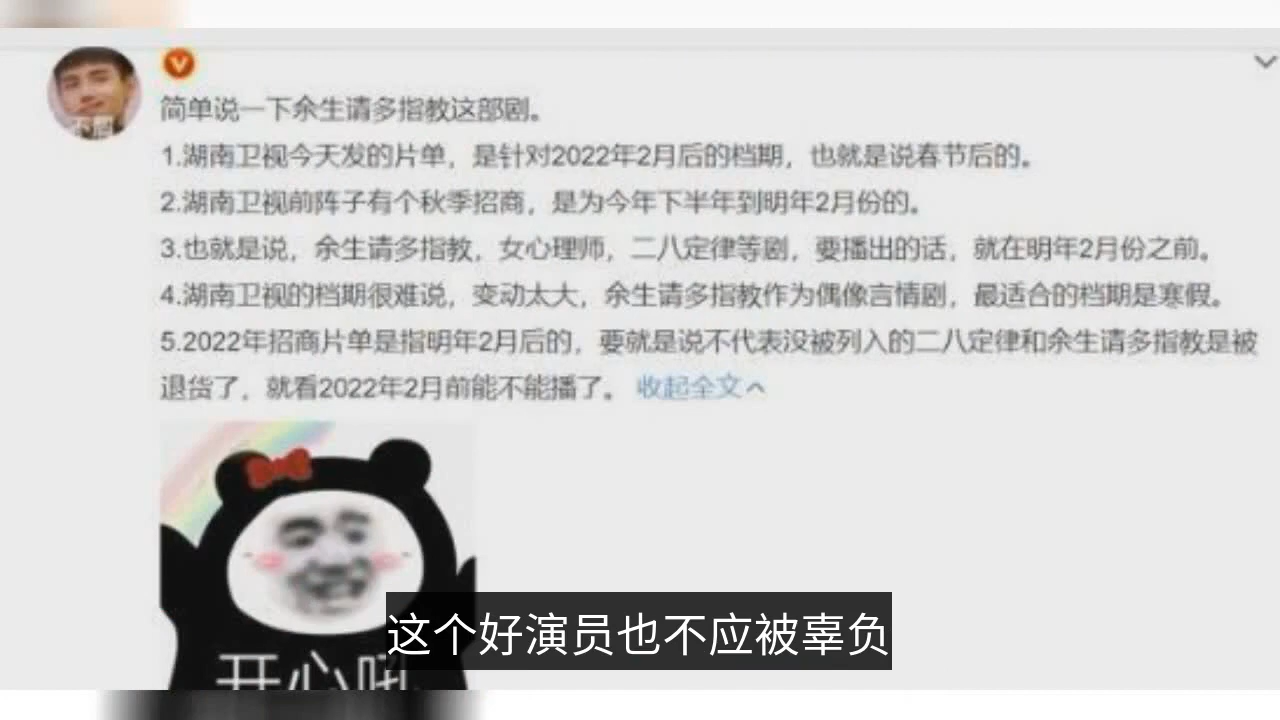 简单说一下余生请多指教这部剧。
1.湖南卫视今天发的片单，是针对2022年2月后的档期，也就是说春节后的。
2.湖南卫视前阵子有个秋季招商，是为今年下半年到明年2月份的。
3.也就是说，余生请多指教，女心理师，二八定律等剧，要播出的话，就在明年2月份之前。
4.湖南卫视的档期很难说，变动太大，余生请多指教作为偶像言情剧，最适合的档期是寒假。
5.2022年招商片单是指明年2月后的，要就是说不代表没被列入的二八定律和余生请多指教是被
退货了，就看2022年2月前能不能播了。 收起全文
这个好演员也不应被辜负
开心吼